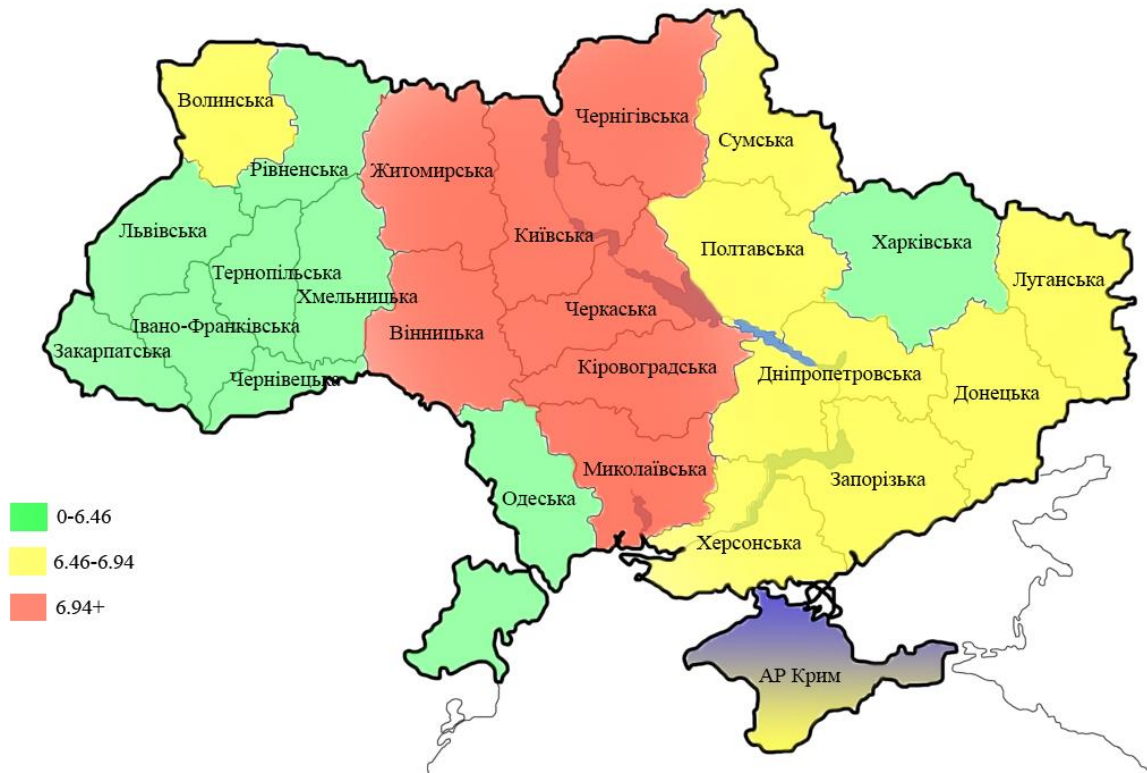 Волинська
Рівненська
Житомирська
Чернігівська
Сумська
Київська
Львівська
Тернопільська
Хмельницька
Івано-Франківська
Закарпатська
Чернівецька
Вінницька
Черкаська
Полтавська
Харківська
Луганська
Кіровоградська
Дніпропетровська
Донецька
Миколаївська
Запорізька
Одеська
Херсонська
АР Крим
0-6.46
6.46-6.94
6.94+